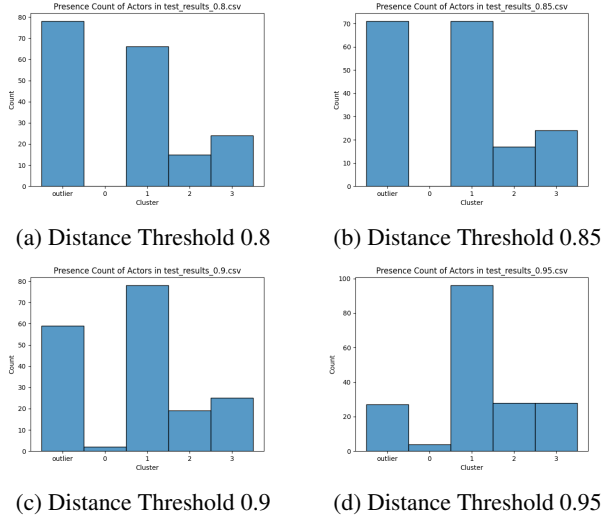 Presence Count of Actors in test_results_0.8.csv
80
70
60
50
40
30
20
10
0
Count
outlier 0 1 2 3
Cluster
(a) Distance Threshold 0.8
Presence Count of Actors in test_results_0.85.csv
70
60
50
40
30
20
10
0
Count
outlier 0 1 2 3
Cluster
(b) Distance Threshold 0.85
Presence Count of Actors in test_results_0.9.csv
80
70
60
50
40
30
20
10
0
Count
outlier 0 1 2 3
Cluster
(c) Distance Threshold 0.9
Presence Count of Actors in test_results_0.95.csv
100
80
60
40
20
0
Count
outlier 0 1 2 3
Cluster
(d) Distance Threshold 0.95